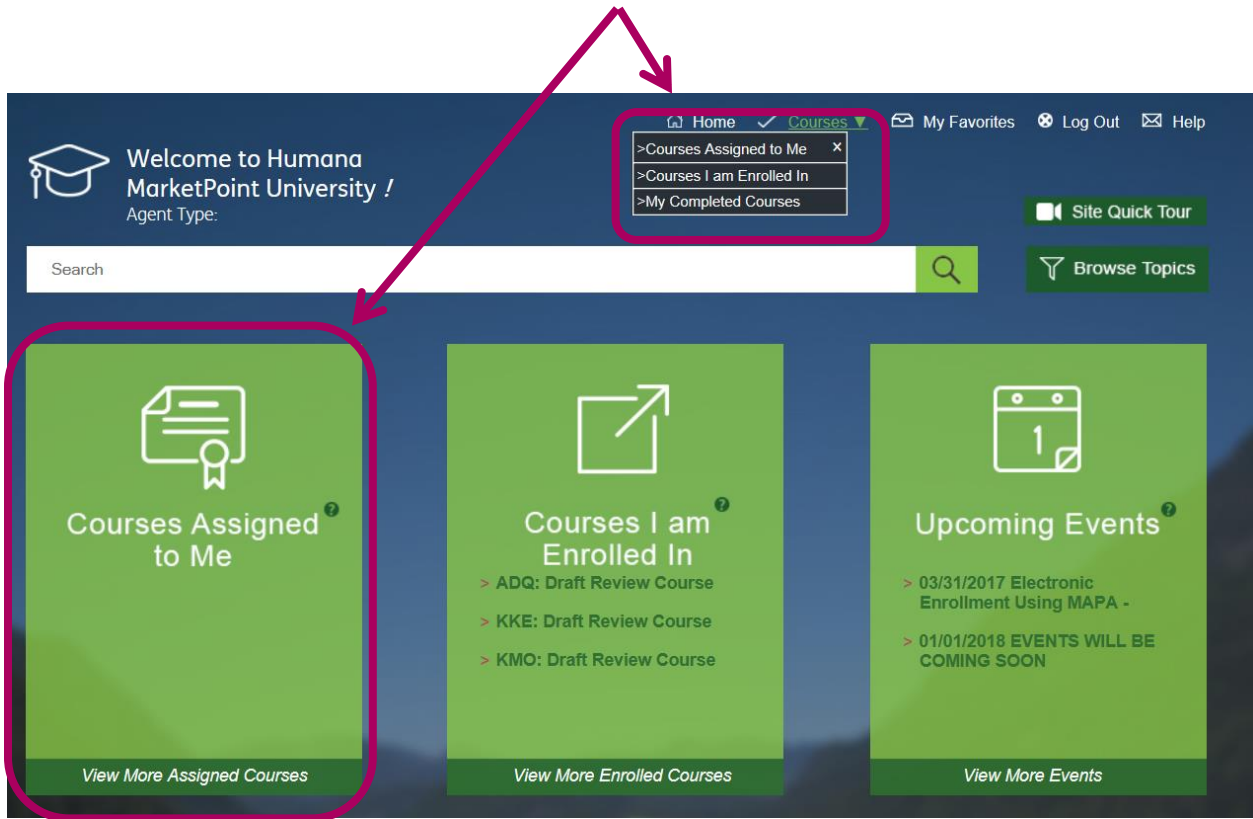 Home Courses ▼ My Favorites Log Out Help
>Courses Assigned to Me ×
>Courses I am Enrolled In
>My Completed Courses
Welcome to Humana
MarketPoint University !
Agent Type:
Site Quick Tour
Search
Browse Topics
Courses Assigned ?
to Me
View More Assigned Courses
Courses I am ?
Enrolled In
> ADQ: Draft Review Course
> KKE: Draft Review Course
> KMO: Draft Review Course
View More Enrolled Courses
1
Upcoming Events ?
> 03/31/2017 Electronic
Enrollment Using MAPA -
> 01/01/2018 EVENTS WILL BE
COMING SOON
View More Events